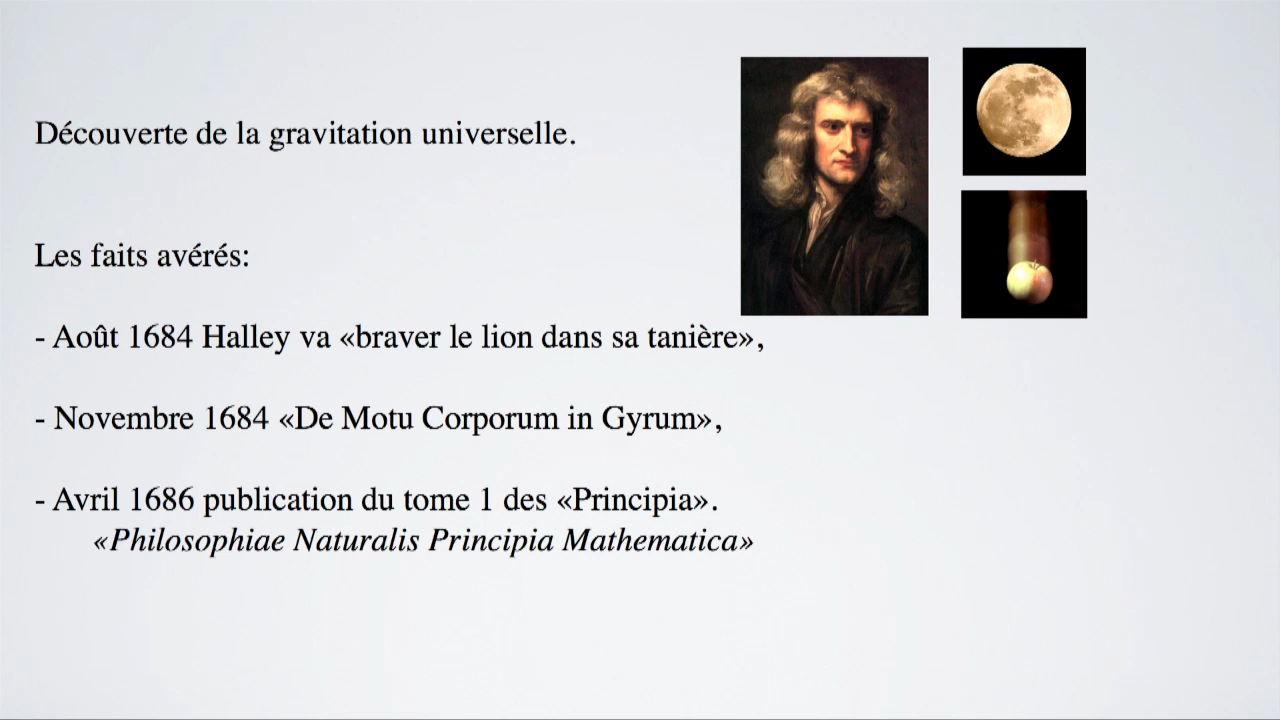 Découverte de la gravitation universelle.
Les faits avérés:
- Août 1684 Halley va «braver le lion dans sa tanière»,
- Novembre 1684 «De Motu Corporum in Gyrum»,
- Avril 1686 publication du tome 1 des «Principia».
«Philosophiae Naturalis Principia Mathematica»